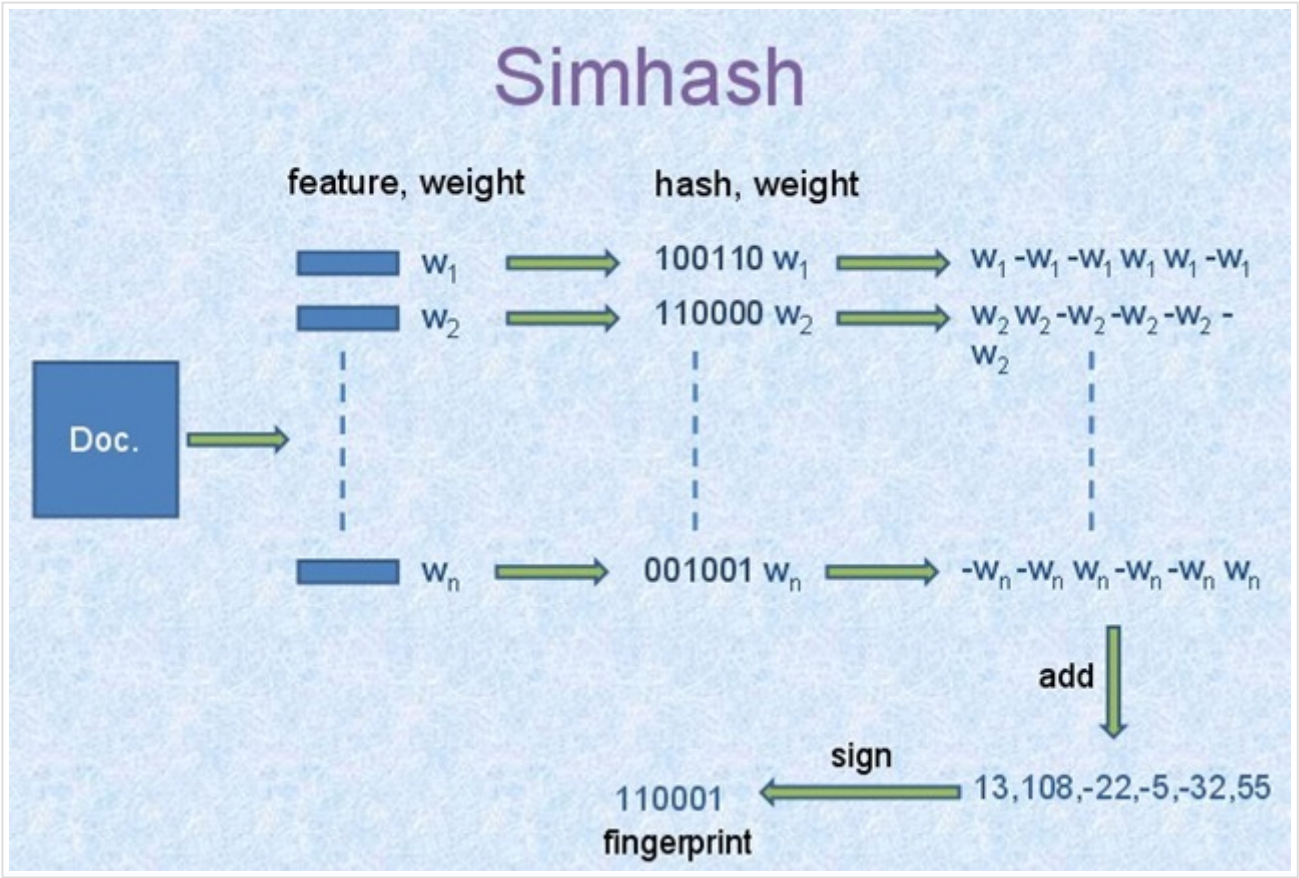 Simhash
feature, weight
hash, weight
w₁
100110 w₁
w₁ -w₁ -w₁ w₁ w₁ -w₁
w₂
110000 w₂
w₂ w₂ -w₂ -w₂ -w₂ -
w₂
Doc.
wₙ
001001 wₙ
-wₙ -wₙ wₙ -wₙ -wₙ wₙ
add
sign
13,108,-22,-5,-32,55
110001
fingerprint